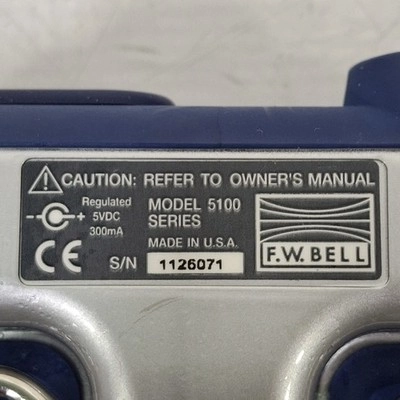 CAUTION: REFER TO OWNER'S MANUAL
Regulated
5VDC
300mA
MODEL 5100
SERIES
MADE IN U.S.A.
CE
S/N 1126071
F.W. BELL